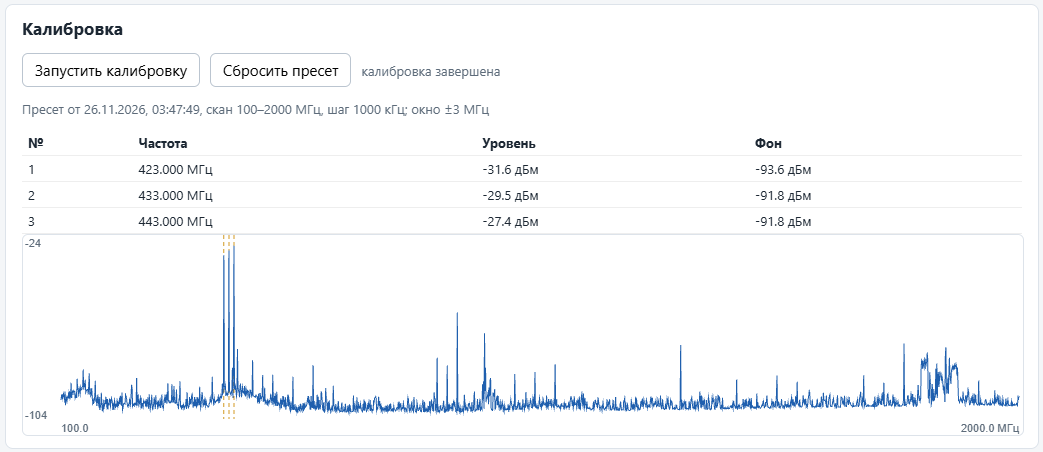 Калибровка
Запустить калибровку Сбросить пресет калибровка завершена
Пресет от 26.11.2026, 03:47:49, скан 100–2000 МГц, шаг 1000 кГц; окно ±3 МГц
№ Частота Уровень Фон
1 423.000 МГц -31.6 дБм -93.6 дБм
2 433.000 МГц -29.5 дБм -91.8 дБм
3 443.000 МГц -27.4 дБм -91.8 дБм
-24
-104
100.0 2000.0 МГц